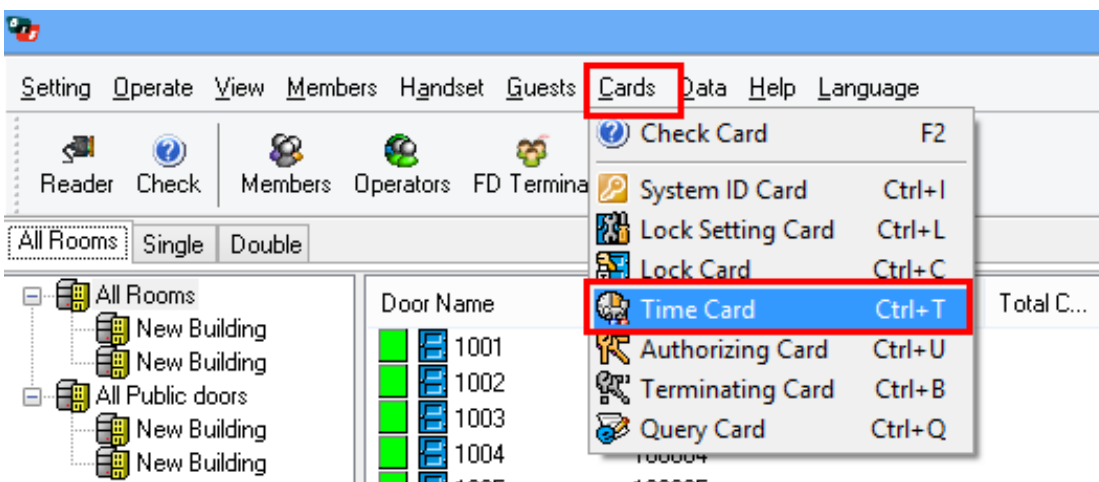 Setting Operate View Members Handset Guests Cards Data Help Language
Reader Check Members Operators FD Termina
Check Card F2
System ID Card Ctrl+I
Lock Setting Card Ctrl+L
Lock Card Ctrl+C
Time Card Ctrl+T
Authorizing Card Ctrl+U
Terminating Card Ctrl+B
Query Card Ctrl+Q
All Rooms Single Double
All Rooms
New Building
New Building
All Public doors
New Building
New Building
Door Name Total C...
1001
1002
1003
1004